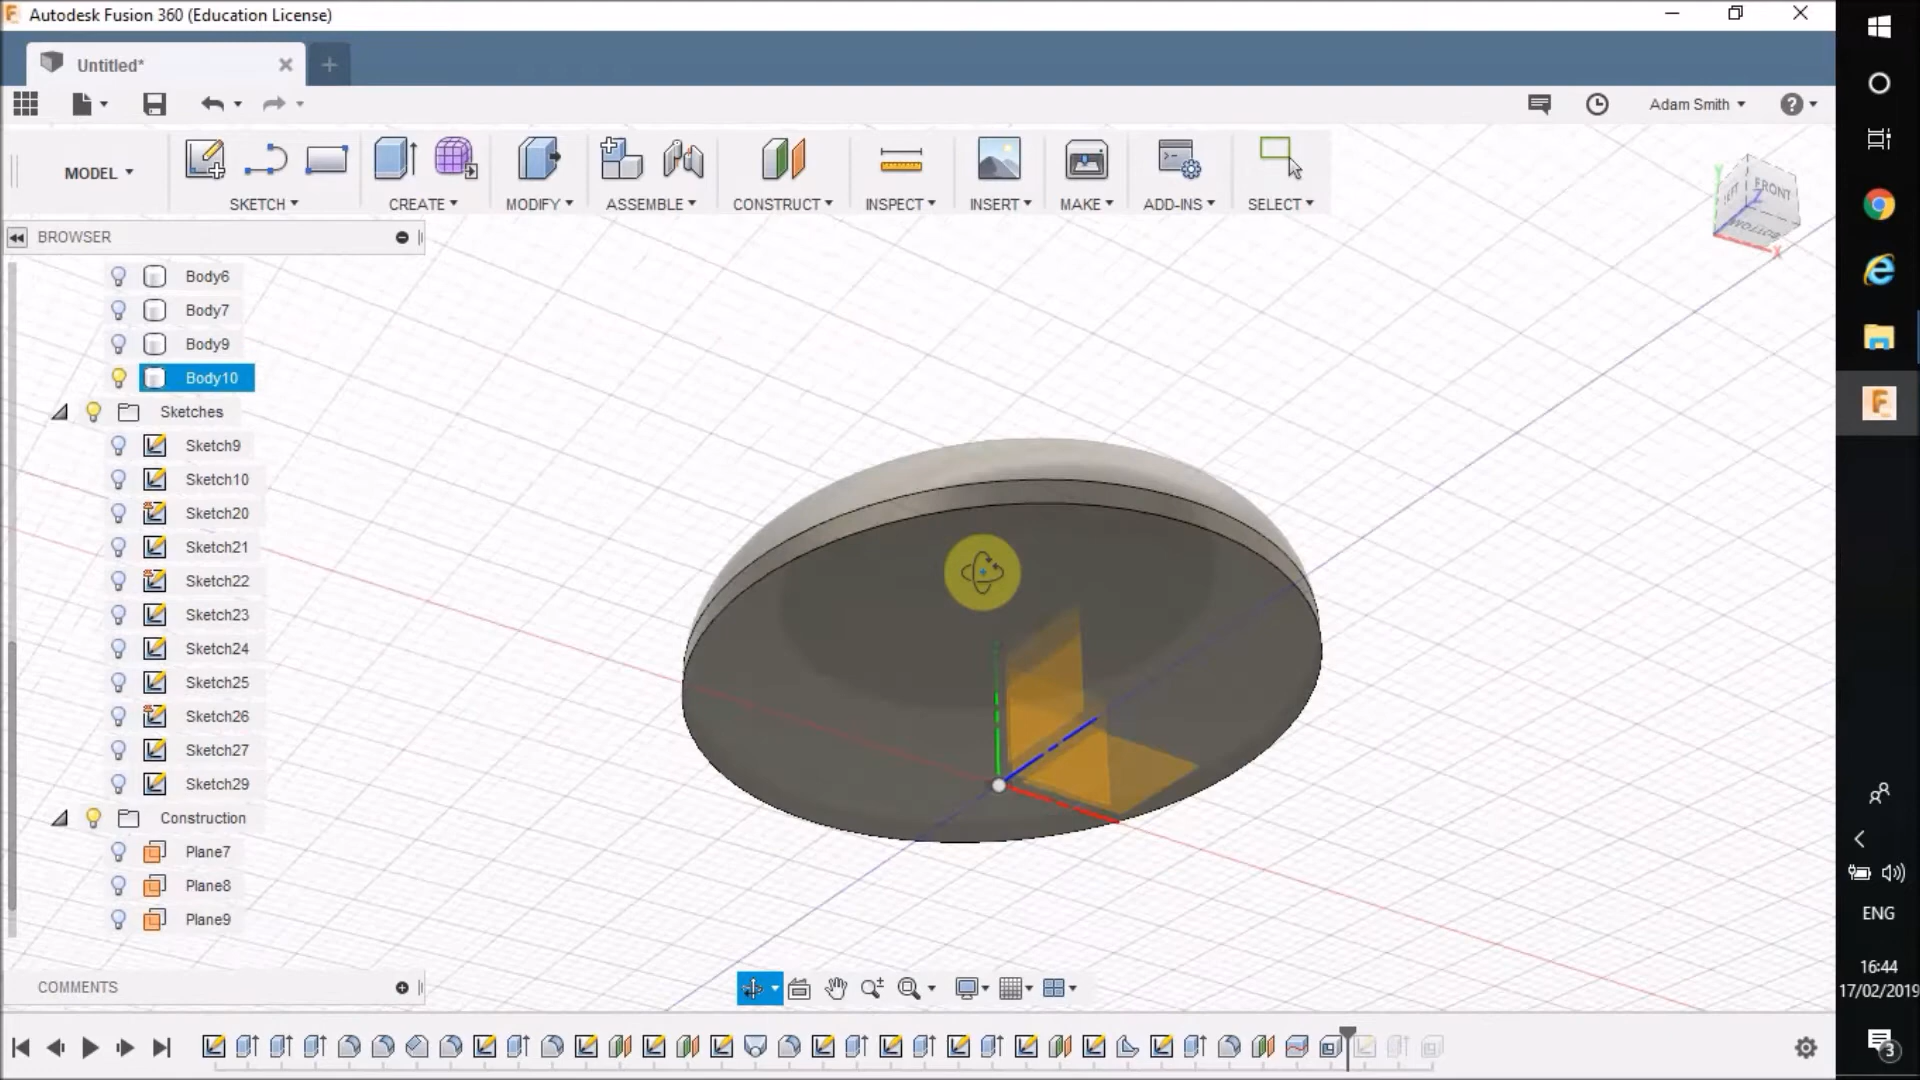 Autodesk Fusion 360 (Education License)
Untitled*
Adam Smith
MODEL
SKETCH
CREATE
MODIFY
ASSEMBLE
CONSTRUCT
INSPECT
INSERT
MAKE
ADD-INS
SELECT
FRONT
BOTTOM
Y
Z
X
BROWSER
Body6
Body7
Body9
Body10
Sketches
Sketch9
Sketch10
Sketch20
Sketch21
Sketch22
Sketch23
Sketch24
Sketch25
Sketch26
Sketch27
Sketch29
Construction
Plane7
Plane8
Plane9
COMMENTS
ENG
16:44
17/02/2019
3